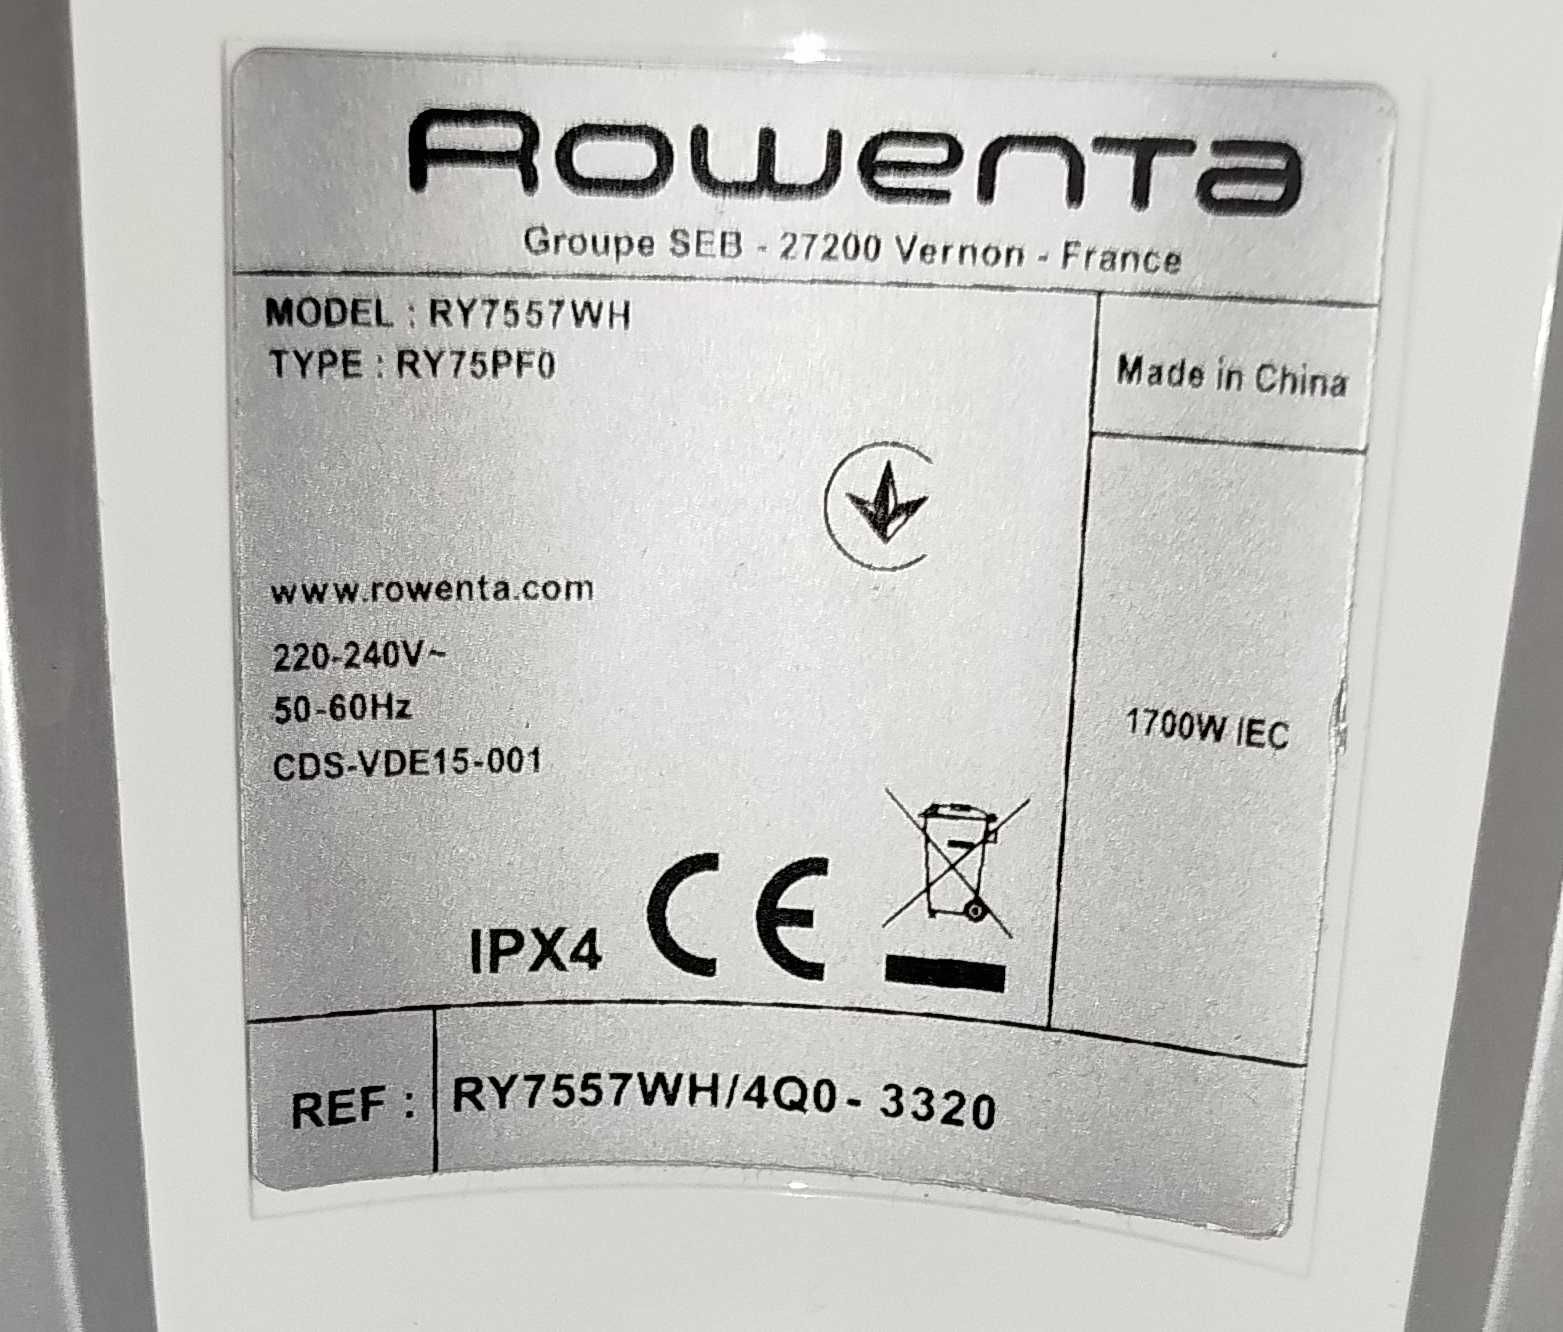 Rowenta
Groupe SEB - 27200 Vernon - France
MODEL : RY7557WH
TYPE : RY75PF0
Made in China
www.rowenta.com
220-240V~
50-60Hz
CDS-VDE15-001
1700W IEC
IPX4 CE
REF : RY7557WH/4Q0- 3320